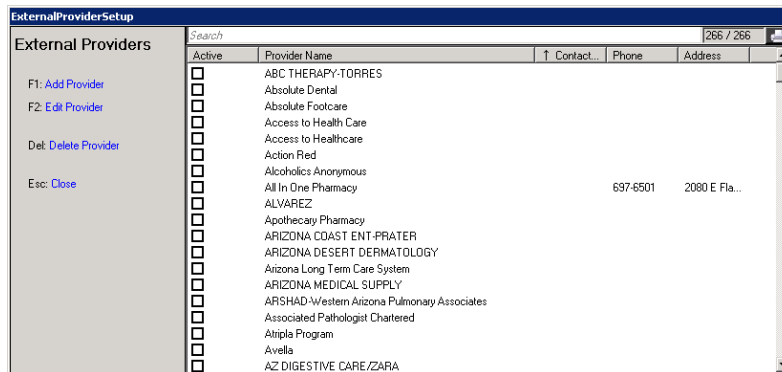 ExternalProviderSetup
External Providers
F1: Add Provider
F2: Edit Provider
Del: Delete Provider
Esc: Close
Search
266 / 266
Active Provider Name ↑ Contact... Phone Address
ABC THERAPY-TORRES
Absolute Dental
Absolute Footcare
Access to Health Care
Access to Healthcare
Action Red
Alcoholics Anonymous
All In One Pharmacy 697-6501 2080 E Fla...
ALVAREZ
Apothecary Pharmacy
ARIZONA COAST ENT-PRATER
ARIZONA DESERT DERMATOLOGY
Arizona Long Term Care System
ARIZONA MEDICAL SUPPLY
ARSHAD-Western Arizona Pulmonary Associates
Associated Pathologist Chartered
Atripla Program
Avella
AZ DIGESTIVE CARE/ZARA